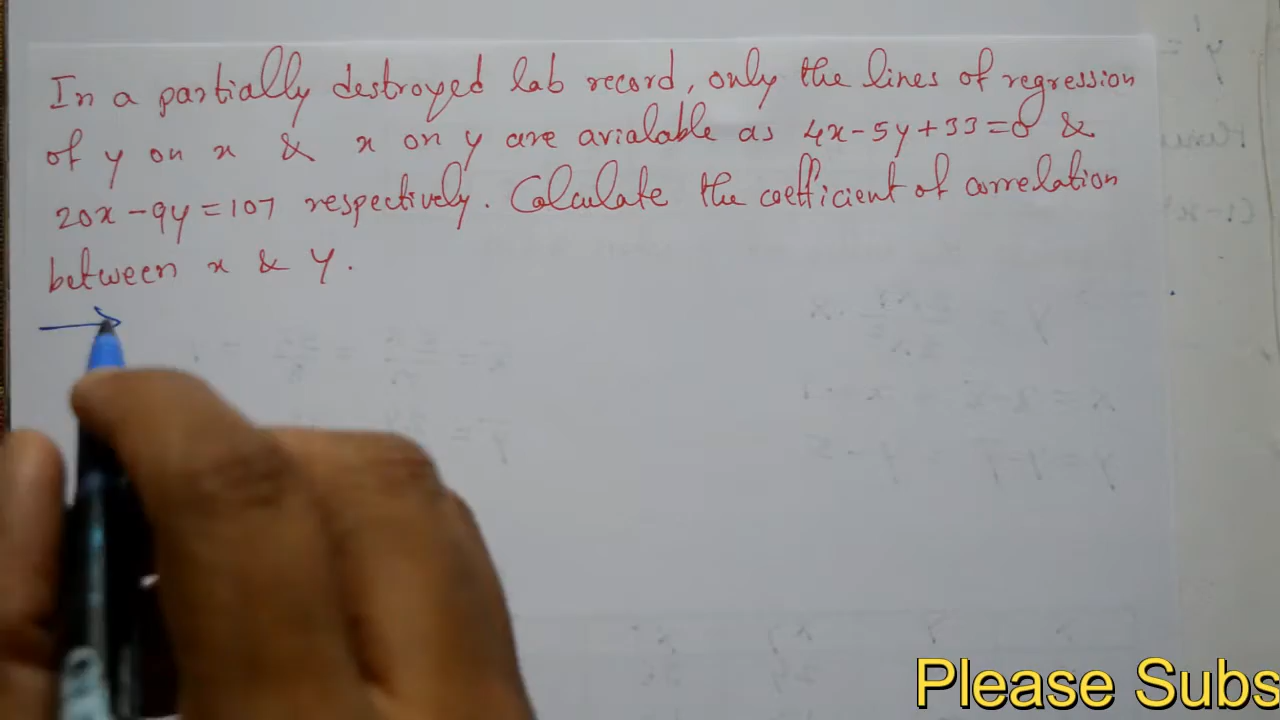 In a partially destroyed lab record, only the lines of regression
of y on x & x on y are avialable as 4x-5y+33=0 &
20x-9y=107 respectively. Calculate the coefficient of correlation
between x & y.
Please Subs